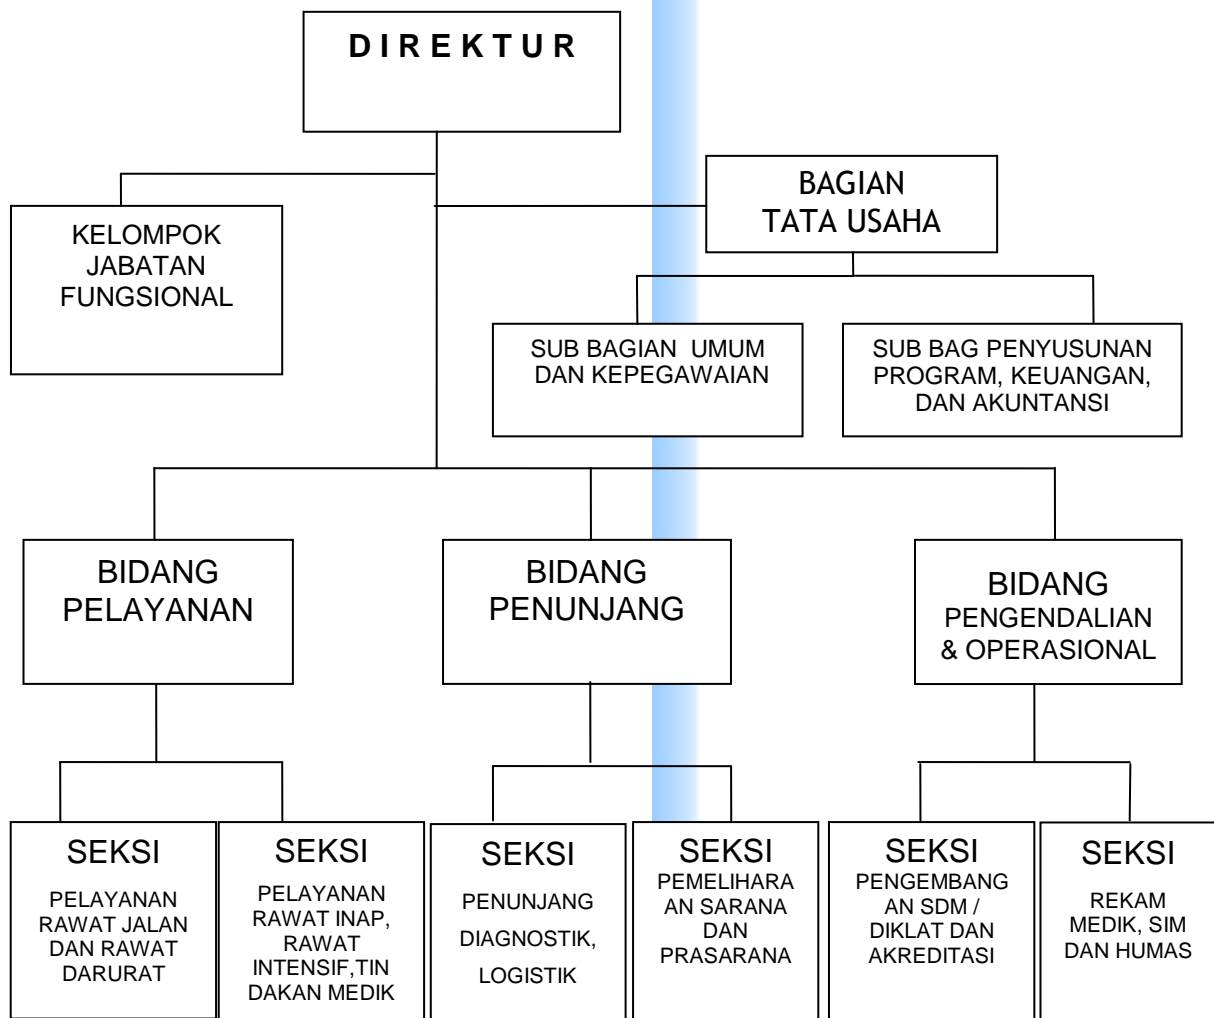 D I R E K T U R
BAGIAN
TATA USAHA
KELOMPOK
JABATAN
FUNGSIONAL
SUB BAGIAN UMUM
DAN KEPEGAWAIAN
SUB BAG PENYUSUNAN
PROGRAM, KEUANGAN,
DAN AKUNTANSI
BIDANG
PELAYANAN
BIDANG
PENUNJANG
BIDANG
PENGENDALIAN
& OPERASIONAL
SEKSI
PELAYANAN
RAWAT JALAN
DAN RAWAT
DARURAT
SEKSI
PELAYANAN
RAWAT INAP,
RAWAT
INTENSIF,TIN
DAKAN MEDIK
SEKSI
PENUNJANG
DIAGNOSTIK,
LOGISTIK
SEKSI
PEMELIHARA
AN SARANA
DAN
PRASARANA
SEKSI
PENGEMBANG
AN SDM /
DIKLAT DAN
AKREDITASI
SEKSI
REKAM
MEDIK, SIM
DAN HUMAS